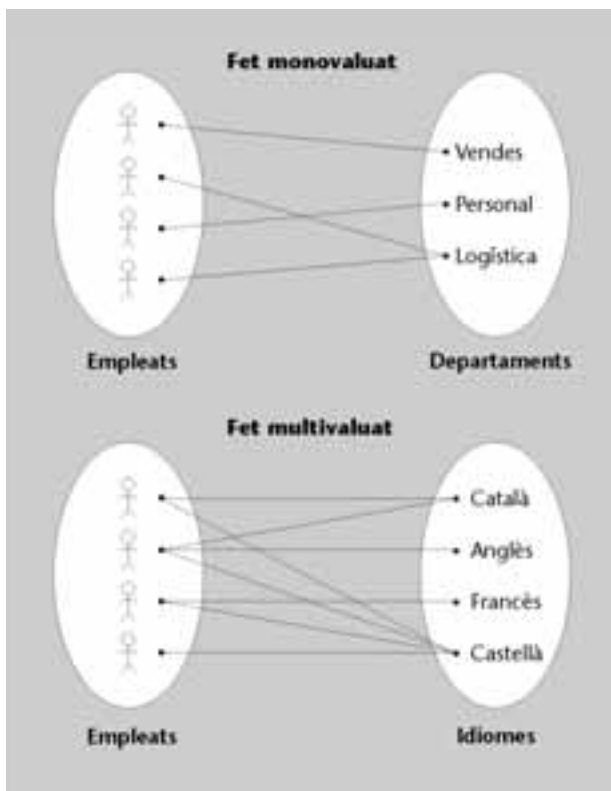 Fet monovaluat
Vendes
Personal
Logística
Empleats Departaments
Fet multivaluat
Català
Anglès
Francès
Castellà
Empleats Idiomes